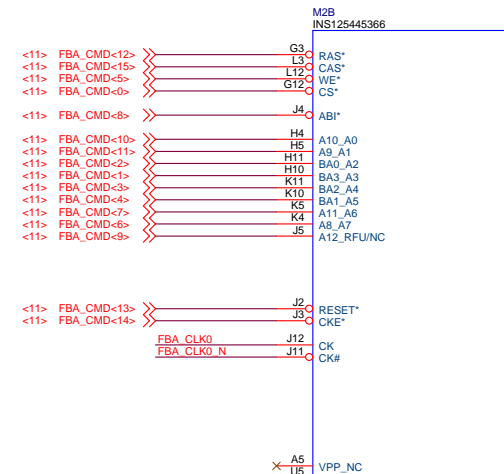 M2B
INS125445366
<11> FBA_CMD<12> G3 RAS*
<11> FBA_CMD<15> L3 CAS*
<11> FBA_CMD<5> L12 WE*
<11> FBA_CMD<0> G12 CS*
<11> FBA_CMD<8> J4 ABI*
<11> FBA_CMD<10> H4 A10_A0
<11> FBA_CMD<11> H5 A9_A1
<11> FBA_CMD<2> H11 BA0_A2
<11> FBA_CMD<1> H10 BA3_A3
<11> FBA_CMD<3> K11 BA2_A4
<11> FBA_CMD<4> K10 BA1_A5
<11> FBA_CMD<7> K5 A11_A6
<11> FBA_CMD<6> K4 A8_A7
<11> FBA_CMD<9> J5 A12_RFU/NC
<11> FBA_CMD<13> J2 RESET*
<11> FBA_CMD<14> J3 CKE*
FBA_CLK0 J12 CK
FBA_CLK0_N J11 CK#
A5 VPP_NC
U5